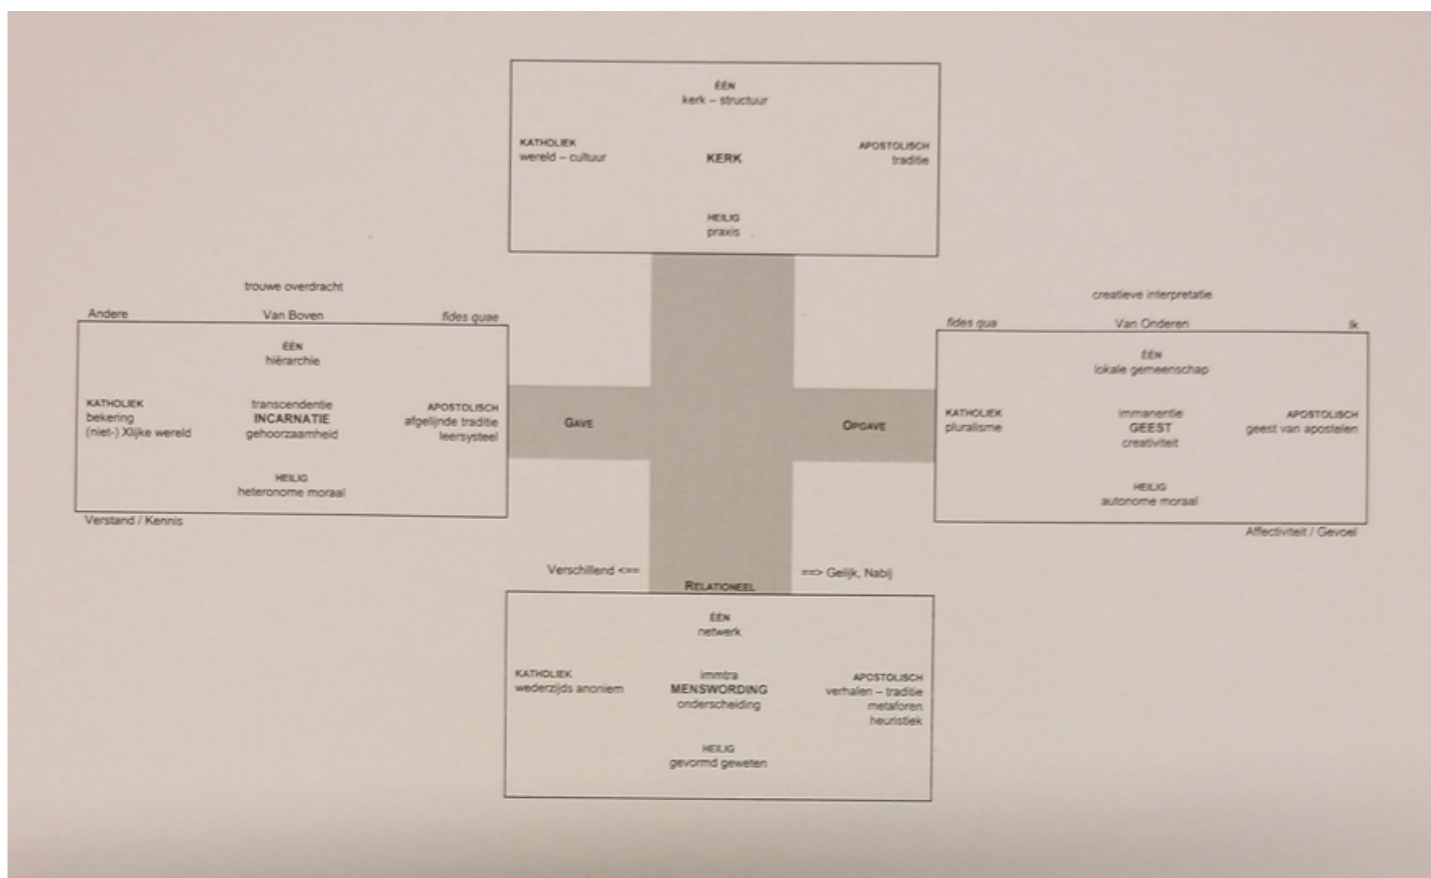 ÉÉN
kerk – structuur
KATHOLIEK
wereld – cultuur
KERK
APOSTOLISCH
traditie
HEILIG
praxis
trouwe overdracht
Andere
Van Boven
fides quae
ÉÉN
hiërarchie
KATHOLIEK
bekering
(niet-) Xlijke wereld
transcendentie
INCARNATIE
gehoorzaamheid
APOSTOLISCH
afgelijnde traditie
leersysteel
HEILIG
heteronome moraal
Verstand / Kennis
GAVE
OPGAVE
creatieve interpretatie
fides qua
Van Onderen
Ik
ÉÉN
lokale gemeenschap
KATHOLIEK
pluralisme
immanentie
GEEST
creativiteit
APOSTOLISCH
geest van apostelen
HEILIG
autonome moraal
Affectiviteit / Gevoel
Verschillend <==
==> Gelijk, Nabij
RELATIONEEL
ÉÉN
netwerk
KATHOLIEK
wederzijds anoniem
immtra
MENSWORDING
onderscheiding
APOSTOLISCH
verhalen – traditie
metaforen
heuristiek
HEILIG
gevormd geweten